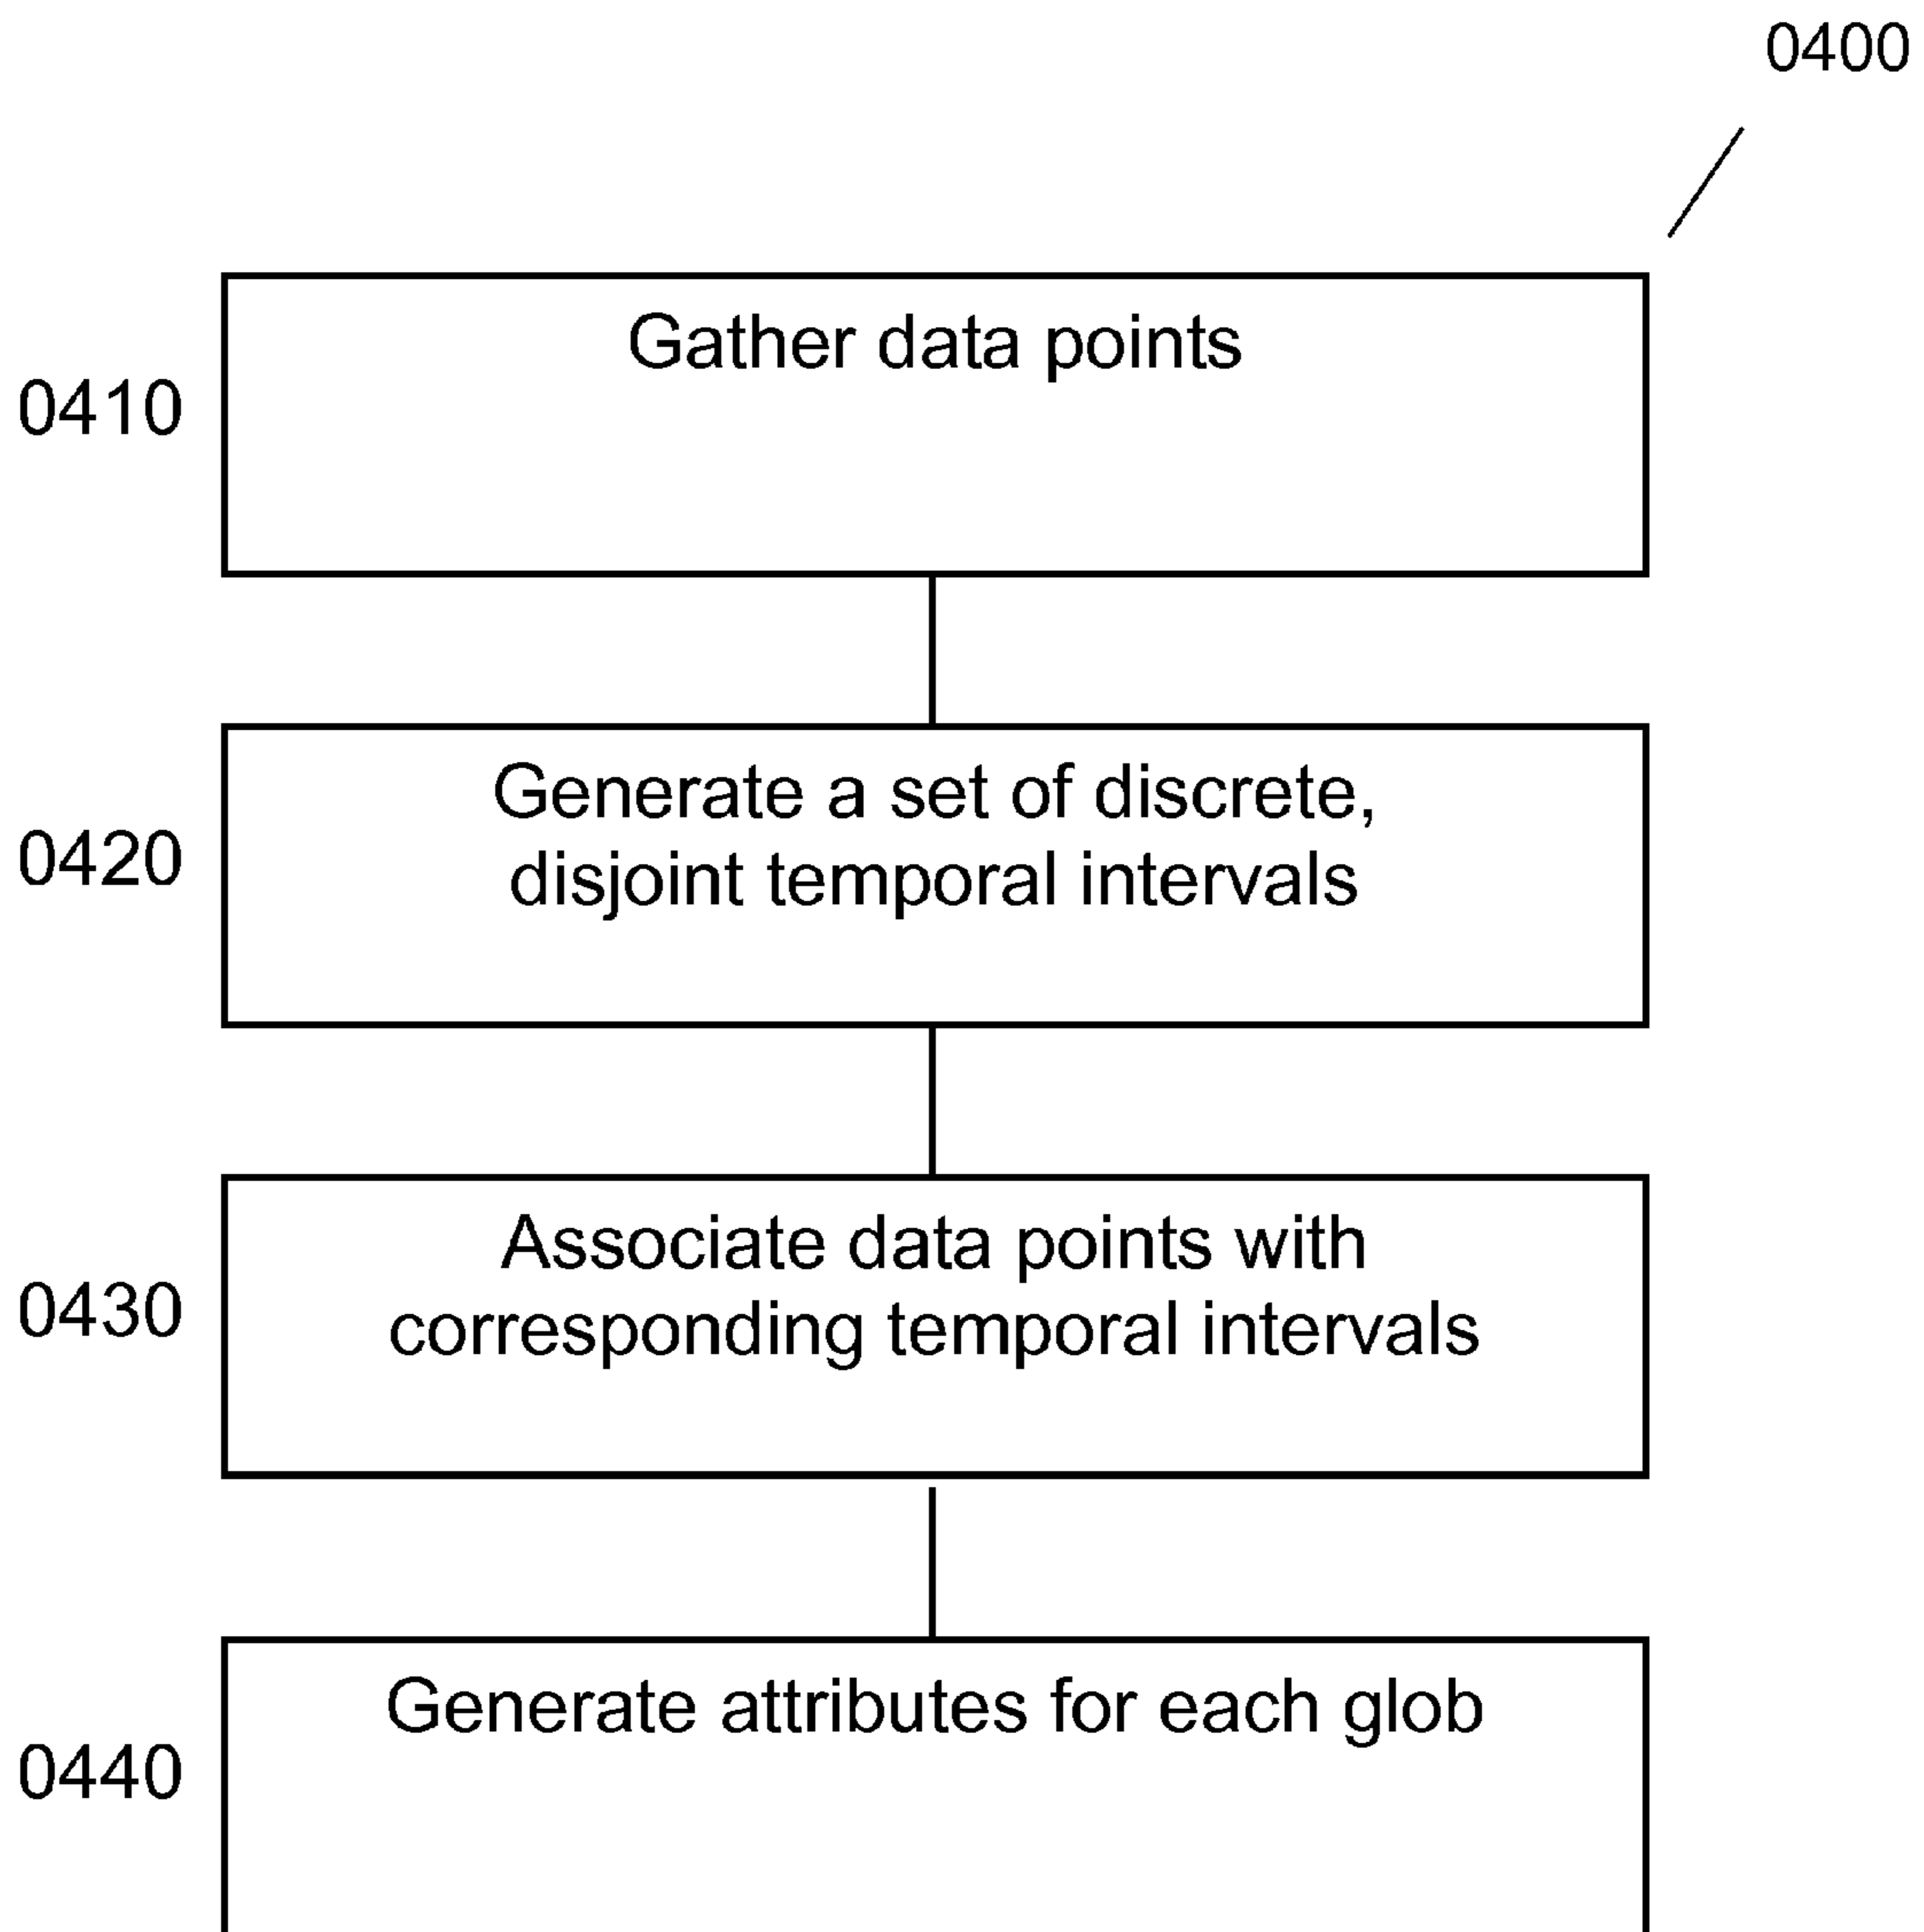 0400
0410
Gather data points
0420
Generate a set of discrete,
disjoint temporal intervals
0430
Associate data points with
corresponding temporal intervals
0440
Generate attributes for each glob